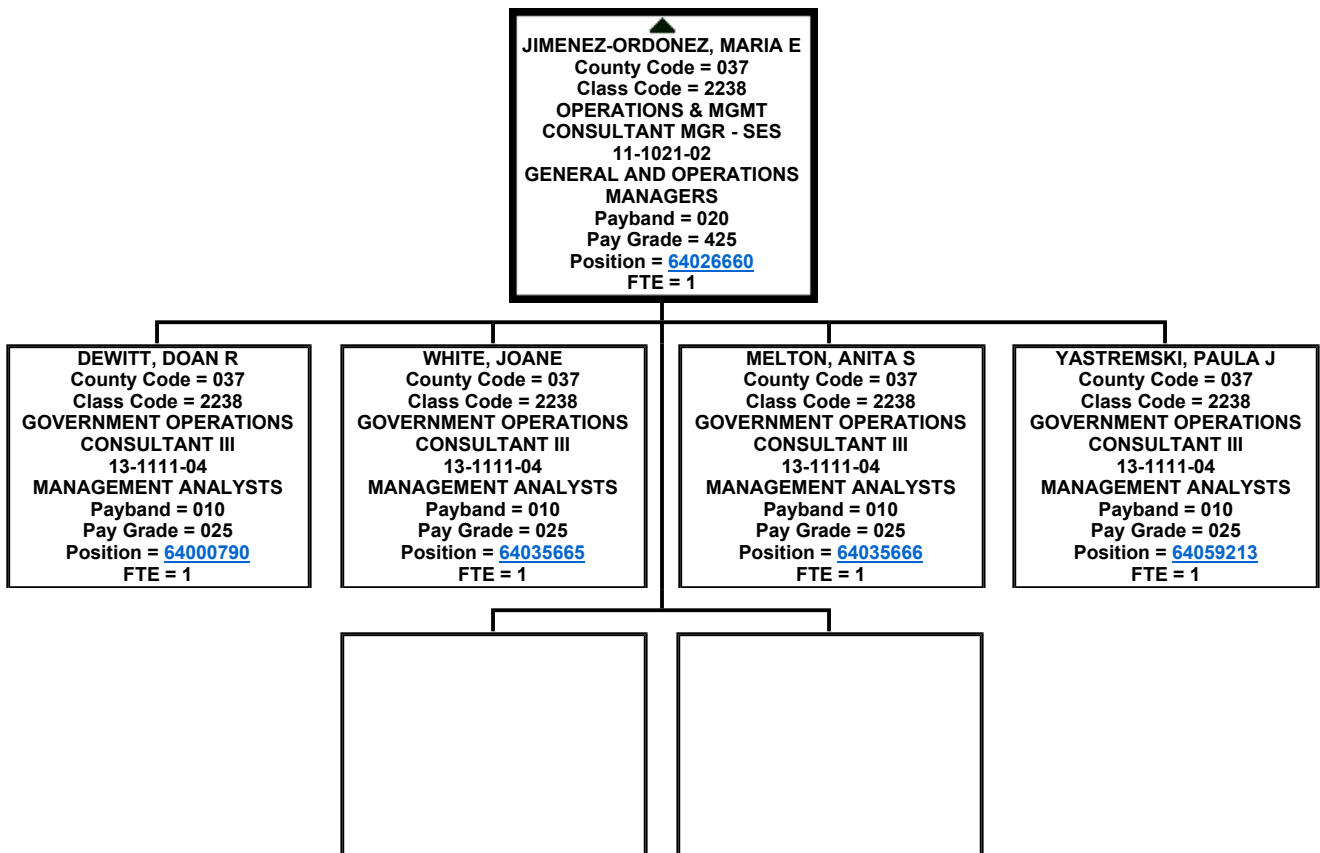 JIMENEZ-ORDONEZ, MARIA E
County Code = 037
Class Code = 2238
OPERATIONS & MGMT
CONSULTANT MGR - SES
11-1021-02
GENERAL AND OPERATIONS
MANAGERS
Payband = 020
Pay Grade = 425
Position = 64026660
FTE = 1
DEWITT, DOAN R
County Code = 037
Class Code = 2238
GOVERNMENT OPERATIONS
CONSULTANT III
13-1111-04
MANAGEMENT ANALYSTS
Payband = 010
Pay Grade = 025
Position = 64000790
FTE = 1
WHITE, JOANE
County Code = 037
Class Code = 2238
GOVERNMENT OPERATIONS
CONSULTANT III
13-1111-04
MANAGEMENT ANALYSTS
Payband = 010
Pay Grade = 025
Position = 64035665
FTE = 1
MELTON, ANITA S
County Code = 037
Class Code = 2238
GOVERNMENT OPERATIONS
CONSULTANT III
13-1111-04
MANAGEMENT ANALYSTS
Payband = 010
Pay Grade = 025
Position = 64035666
FTE = 1
YASTREMSKI, PAULA J
County Code = 037
Class Code = 2238
GOVERNMENT OPERATIONS
CONSULTANT III
13-1111-04
MANAGEMENT ANALYSTS
Payband = 010
Pay Grade = 025
Position = 64059213
FTE = 1